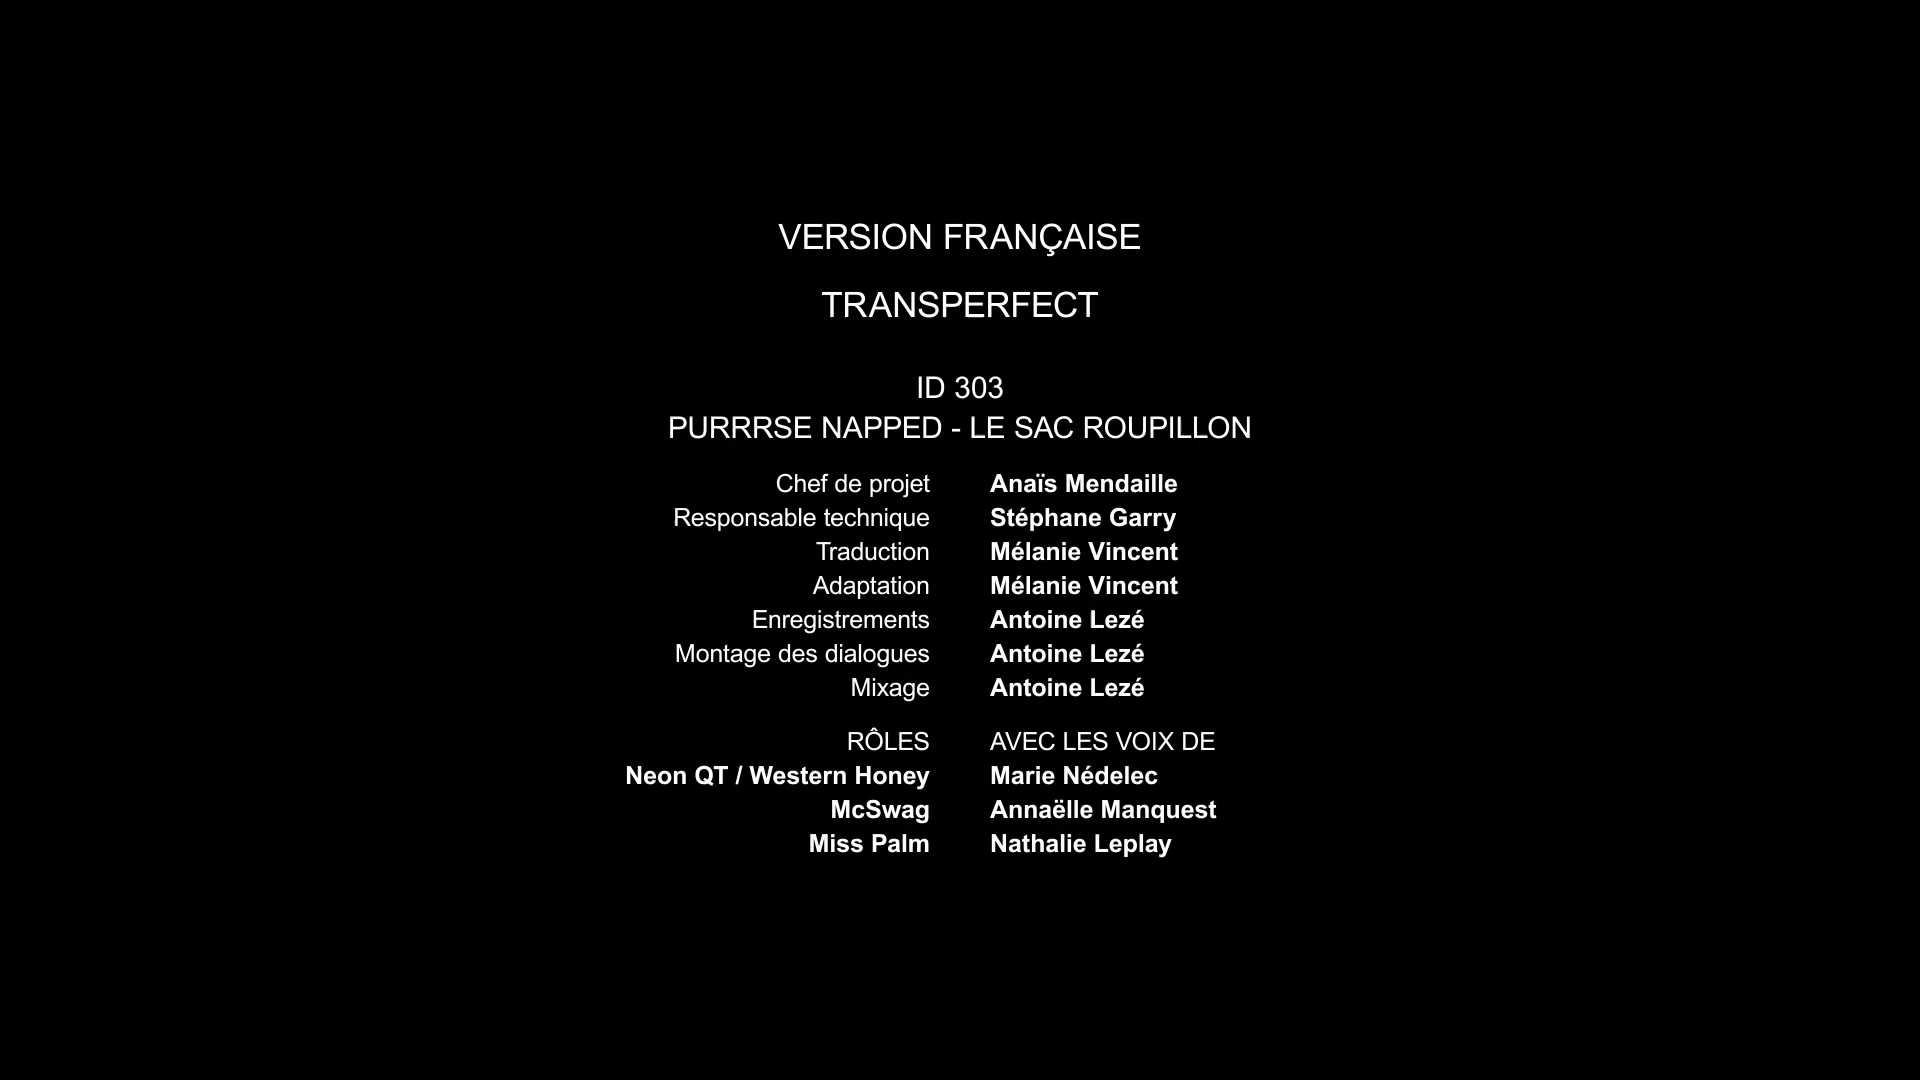 VERSION FRANÇAISE
TRANSPERFECT
ID 303
PURRRSE NAPPED - LE SAC ROUPILLON
Chef de projet Anaïs Mendaille
Responsable technique Stéphane Garry
Traduction Mélanie Vincent
Adaptation Mélanie Vincent
Enregistrements Antoine Lezé
Montage des dialogues Antoine Lezé
Mixage Antoine Lezé
RÔLES AVEC LES VOIX DE
Neon QT / Western Honey Marie Nédelec
McSwag Annaëlle Manquest
Miss Palm Nathalie Leplay